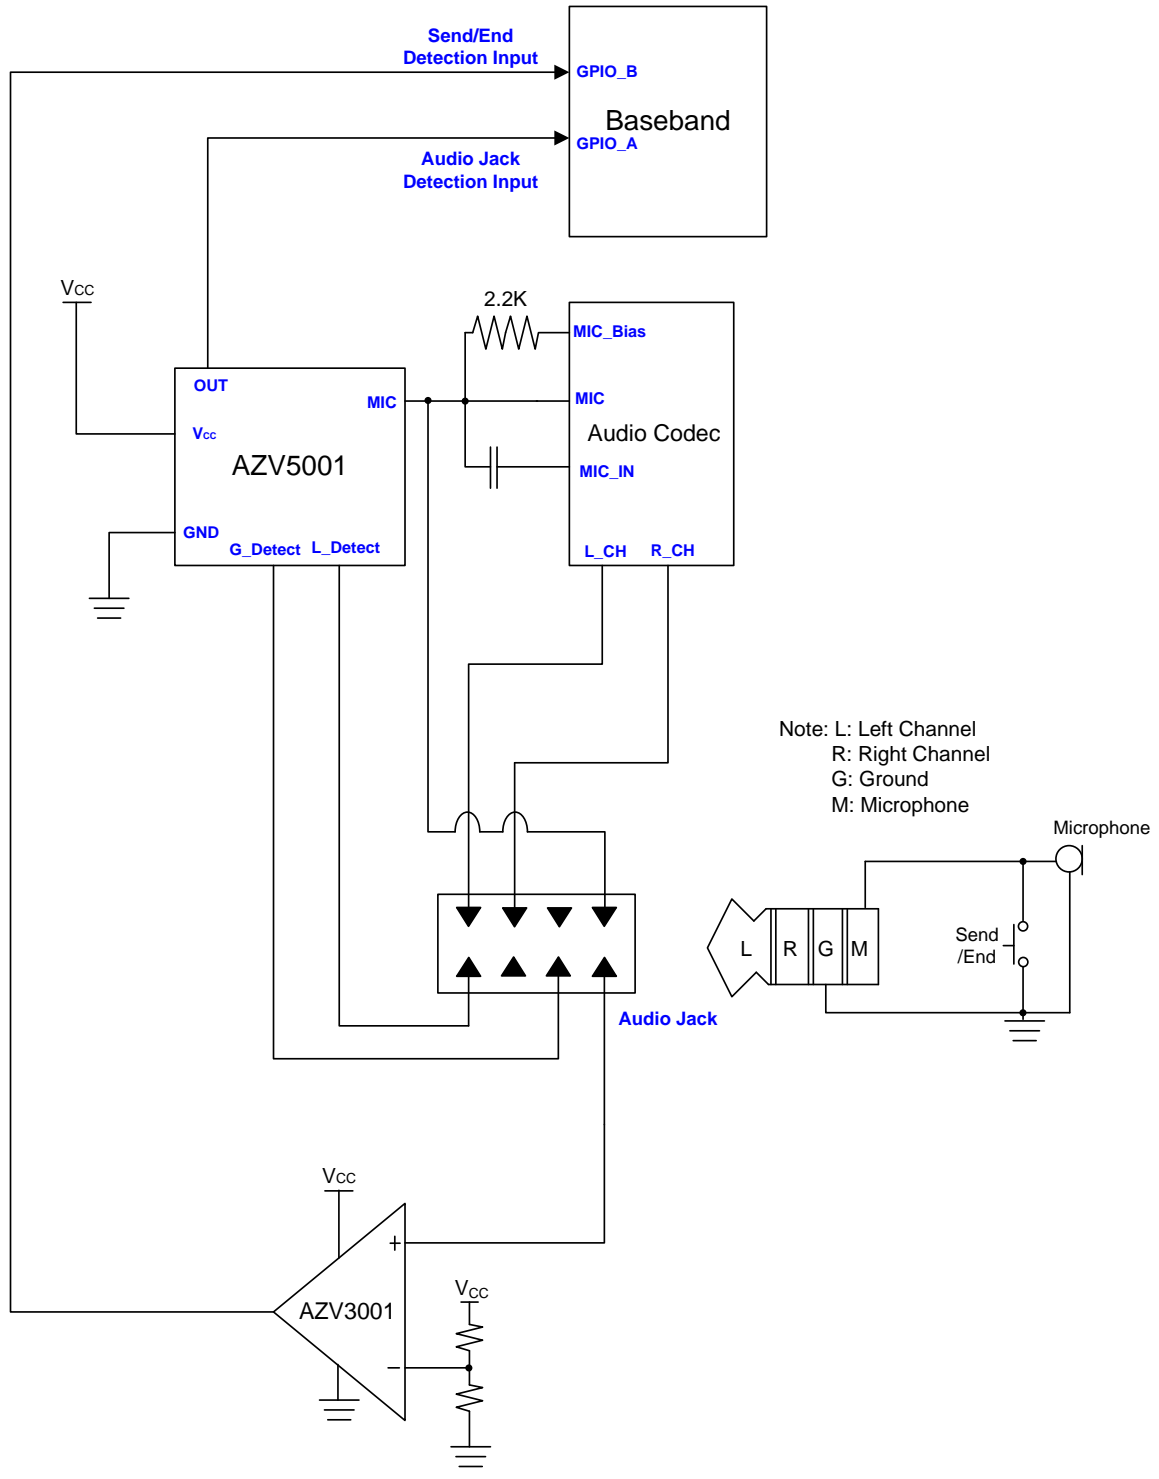 Send/End
Detection Input
GPIO_B
Baseband
GPIO_A
Audio Jack
Detection Input
VCC
2.2K
MIC_Bias
OUT
MIC
MIC
VCC
Audio Codec
AZV5001
MIC_IN
GND
G_Detect
L_Detect
L_CH
R_CH
Note: L: Left Channel
R: Right Channel
G: Ground
M: Microphone
Microphone
L
R
G
M
Send
/End
Audio Jack
VCC
+
VCC
AZV3001
−